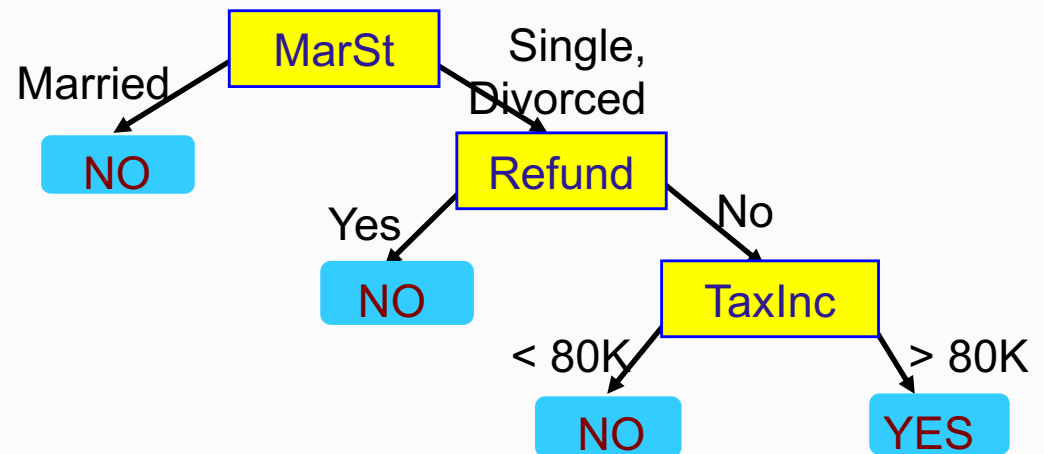 MarSt
Single,
Divorced
Married
NO
Refund
Yes
No
NO
TaxInc
< 80K
> 80K
NO
YES